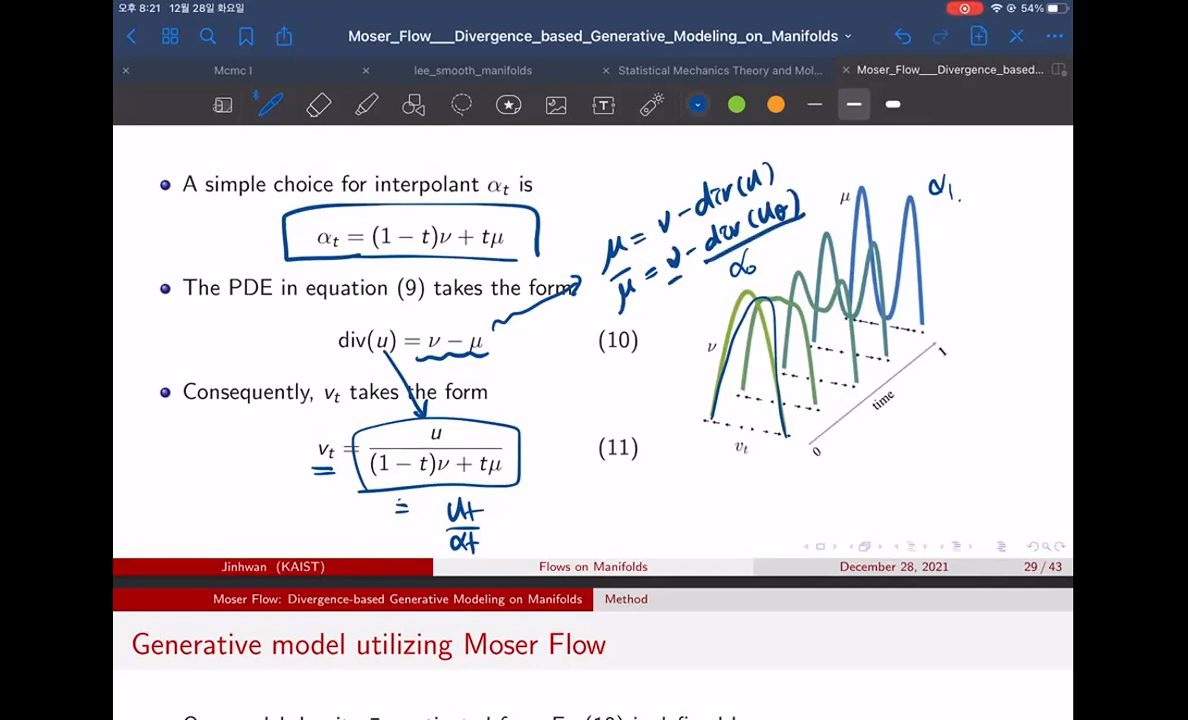 오후 8:21 12월 28일 화요일
54%
Moser_Flow___Divergence_based_Generative_Modeling_on_Manifolds
Mcmc I
lee_smooth_manifolds
Statistical Mechanics Theory and Mol...
Moser_Flow___Divergence_based...
A simple choice for interpolant αt is
αt = (1 − t)ν + tμ
The PDE in equation (9) takes the form
div(u) = ν − μ (10)
Consequently, vt takes the form
vt = u / (1 − t)ν + tμ (11)
≐ ut / αt
μ = ν − div(u)
μ = ν − div(uθ)
α0
α1
μ
ν
vt
0
time
1
Jinhwan (KAIST)
Flows on Manifolds
December 28, 2021
29 / 43
Moser Flow: Divergence-based Generative Modeling on Manifolds
Method
Generative model utilizing Moser Flow